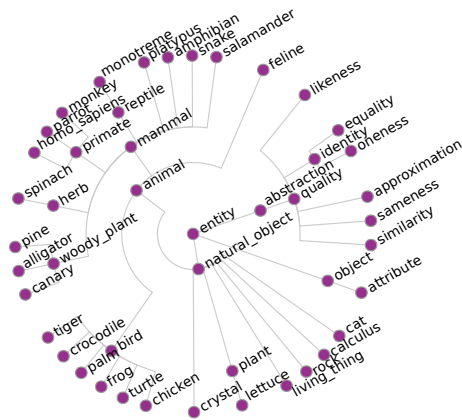 monotreme
platypus
amphibian
snake
salamander
feline
monkey
parrot
homo_sapiens
reptile
primate
mammal
likeness
equality
identity
oneness
spinach
herb
animal
abstraction
quality
approximation
sameness
similarity
entity
natural_object
pine
alligator
woody_plant
canary
object
attribute
tiger
crocodile
palm
bird
frog
turtle
chicken
crystal
plant
lettuce
living_thing
rock
calculus
cat